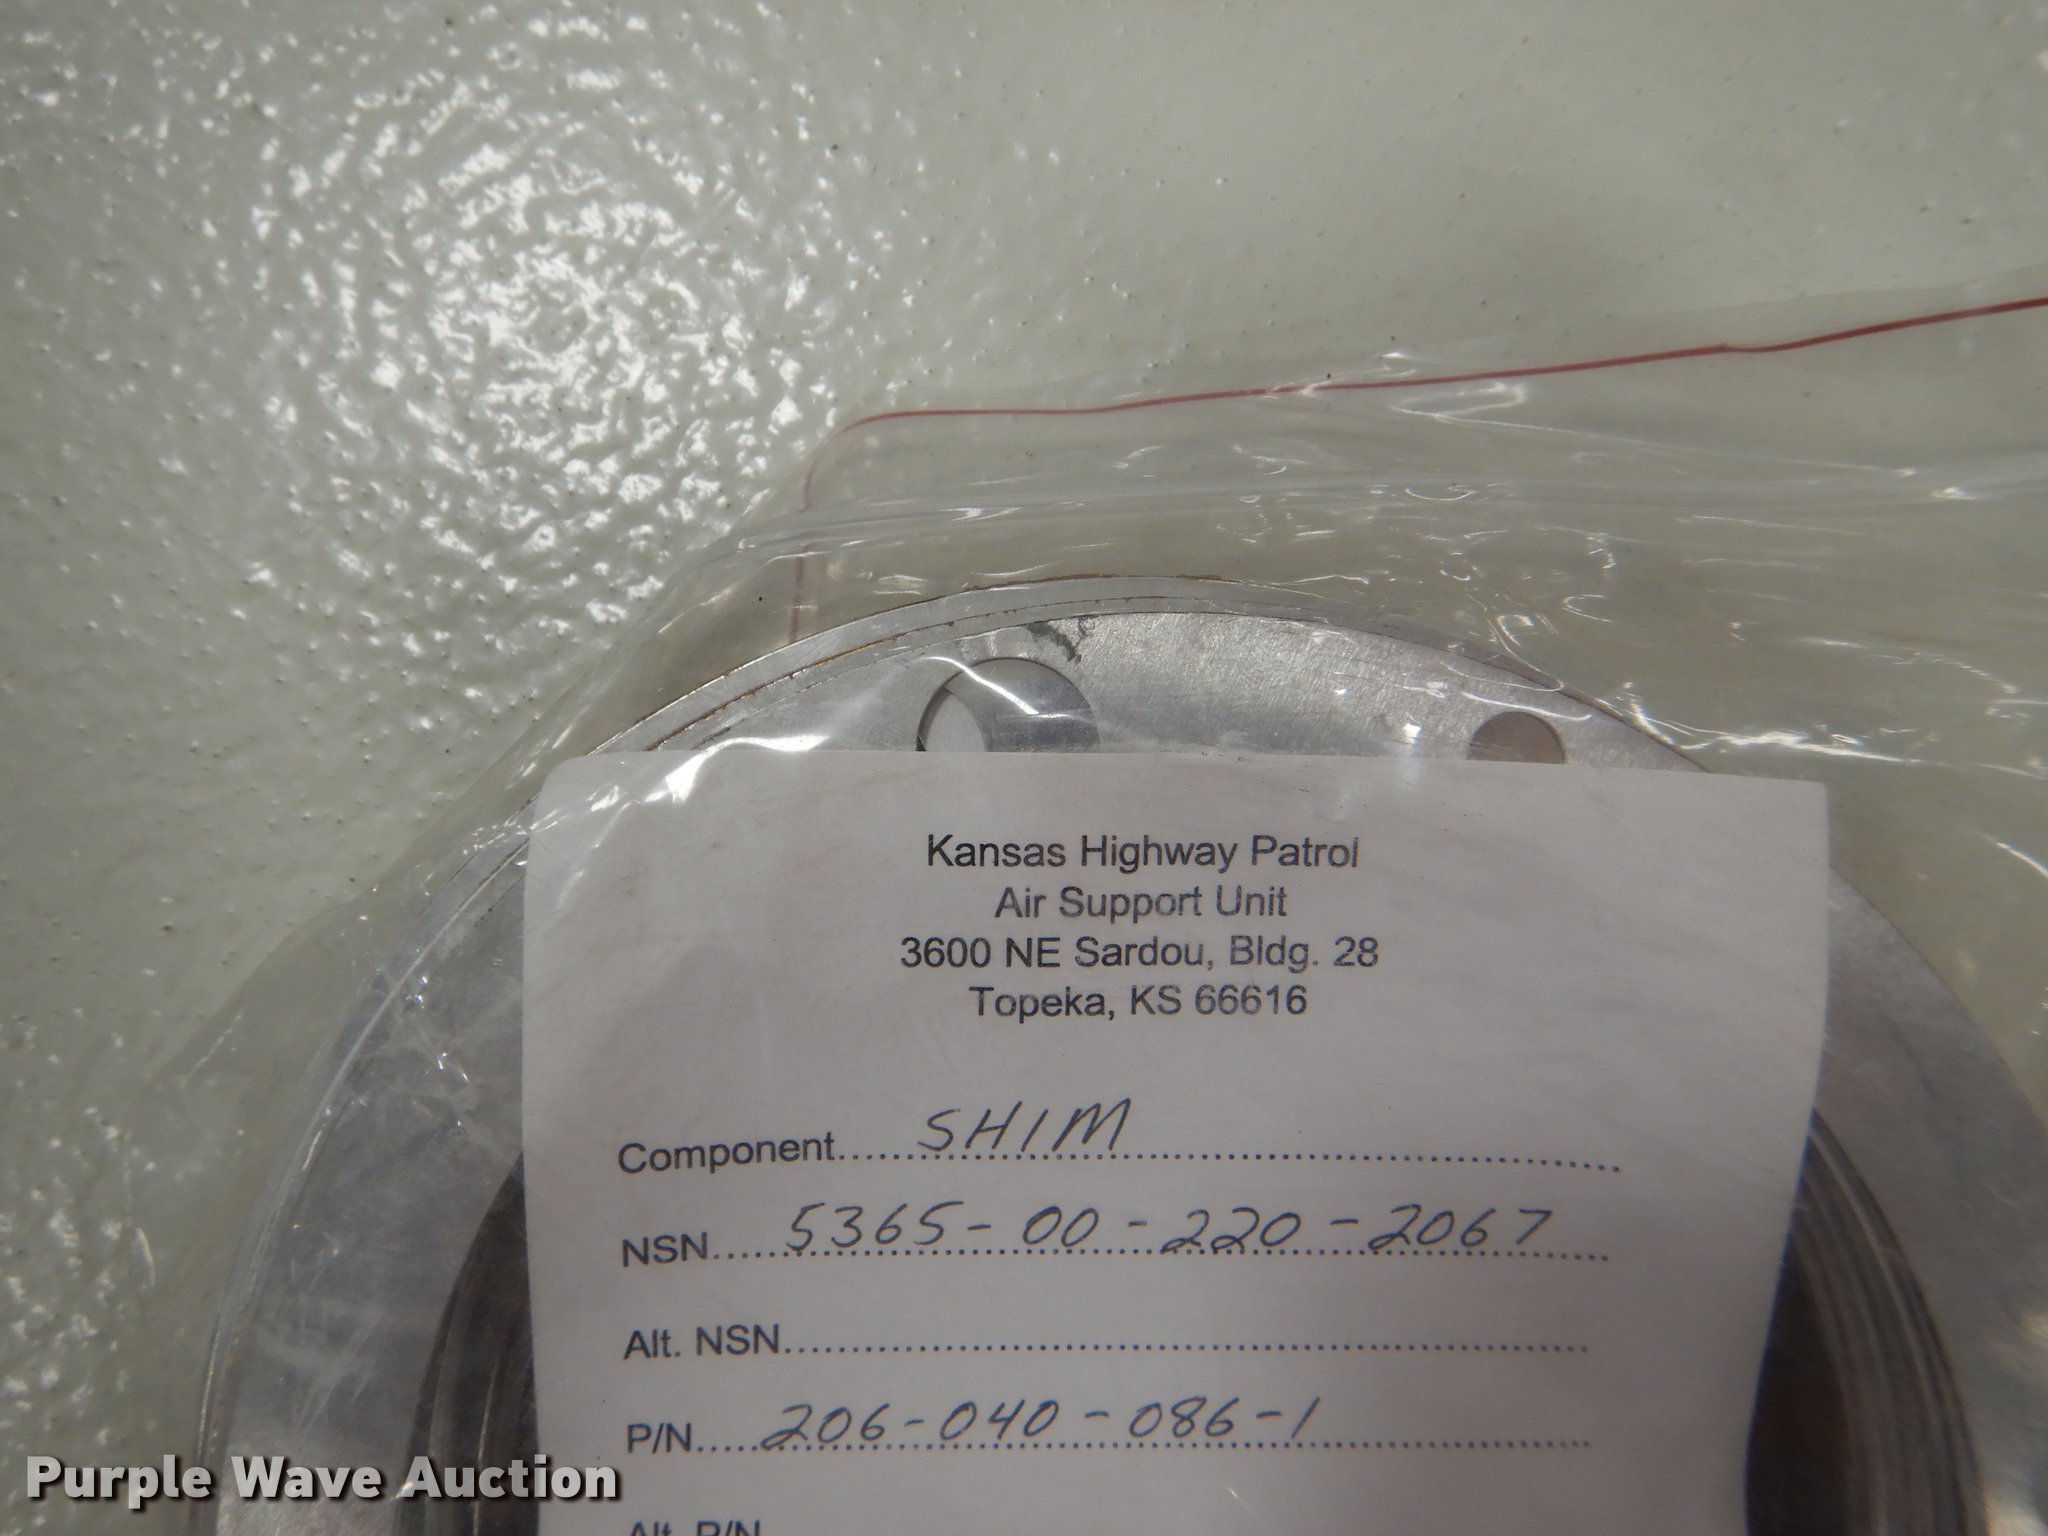 Kansas Highway Patrol
Air Support Unit
3600 NE Sardou, Bldg. 28
Topeka, KS 66616
Component.....SHIM
NSN.....5365-00-220-2067
Alt. NSN.....
P/N.....206-040-086-1
Alt. P/N
Purple Wave Auction